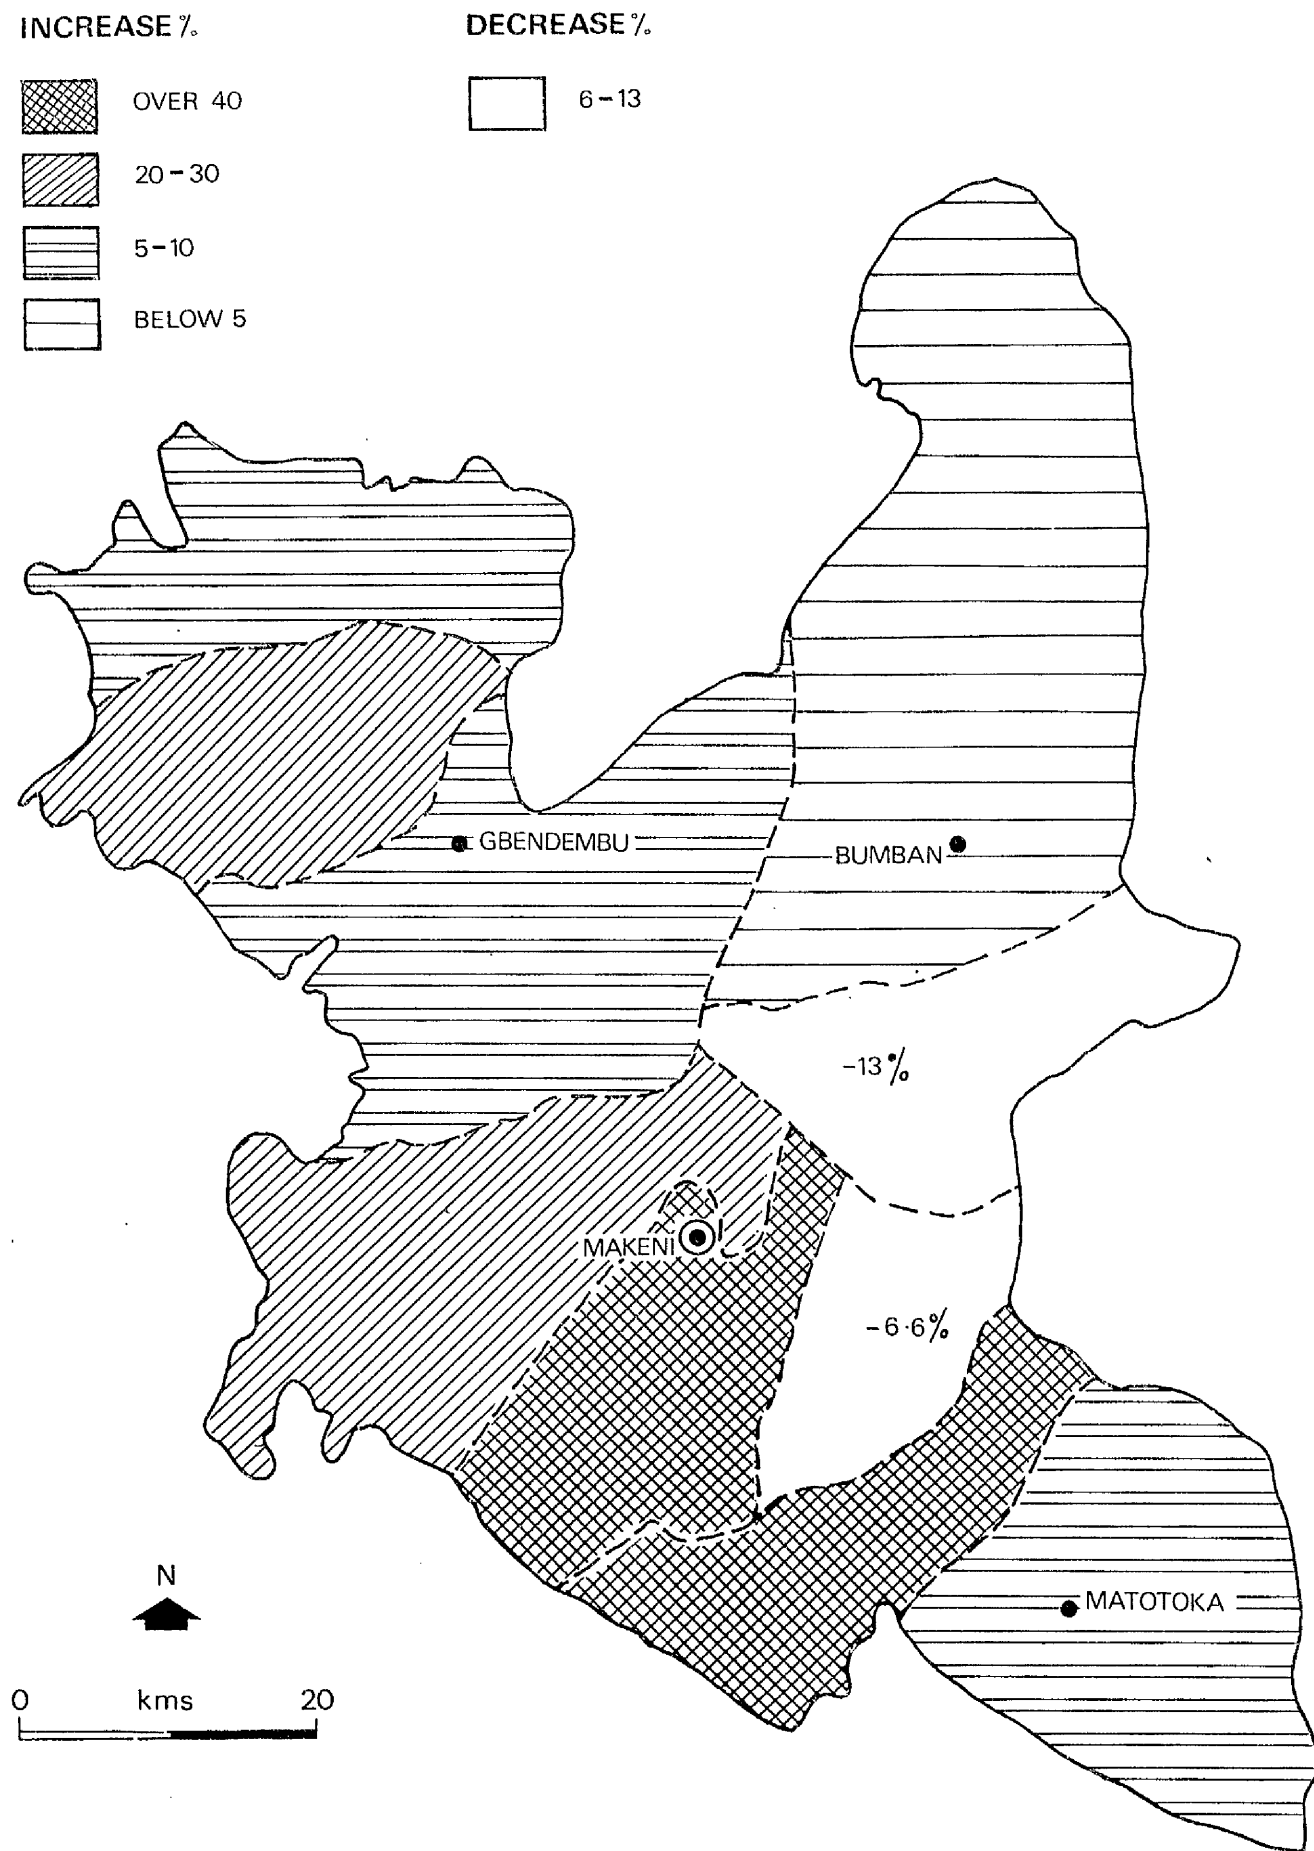 INCREASE %
OVER 40
20-30
5-10
BELOW 5
DECREASE %
6-13
GBENDEMBU
BUMBAN
-13%
MAKENI
-6·6%
MATOTOKA
N
0 kms 20